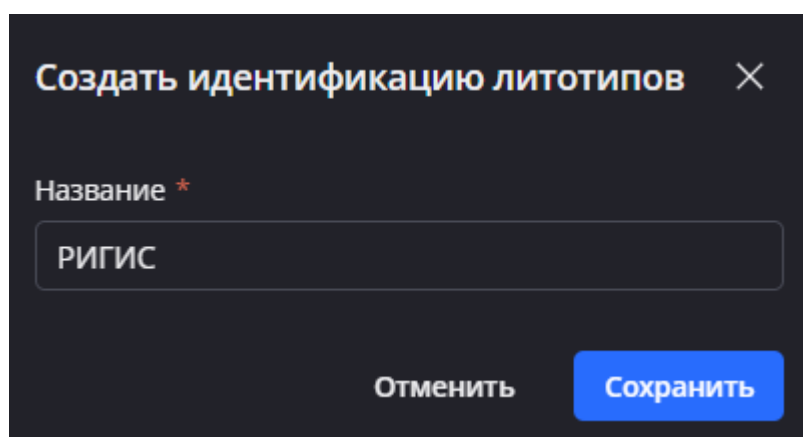 Создать идентификацию литотипов
Название *
РИГИС
Отменить Сохранить